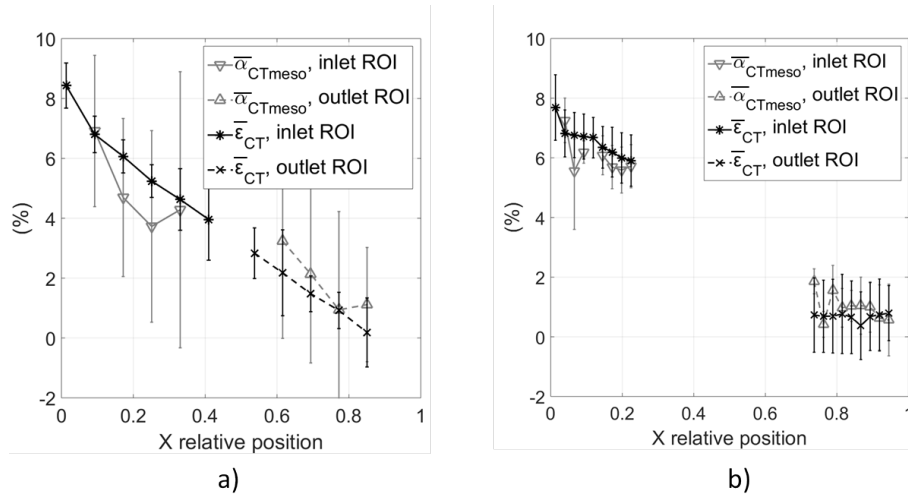 10
8
6
4
2
0
-2
(%)
0 0.2 0.4 0.6 0.8 1
X relative position
α̅CTmeso, inlet ROI
α̅CTmeso, outlet ROI
ε̅CT, inlet ROI
ε̅CT, outlet ROI
a)
10
8
6
4
2
0
-2
(%)
0 0.2 0.4 0.6 0.8 1
X relative position
α̅CTmeso, inlet ROI
α̅CTmeso, outlet ROI
ε̅CT, inlet ROI
ε̅CT, outlet ROI
b)